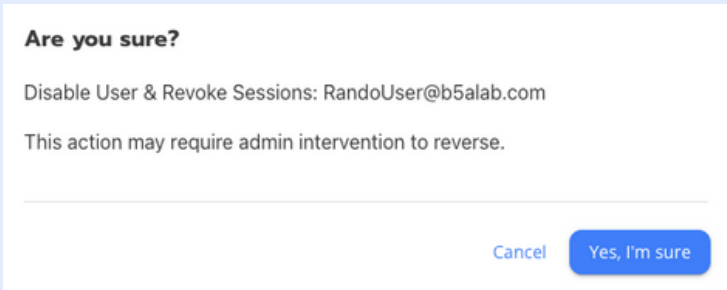 Are you sure?
Disable User & Revoke Sessions: RandoUser@b5alab.com
This action may require admin intervention to reverse.
Cancel
Yes, I'm sure